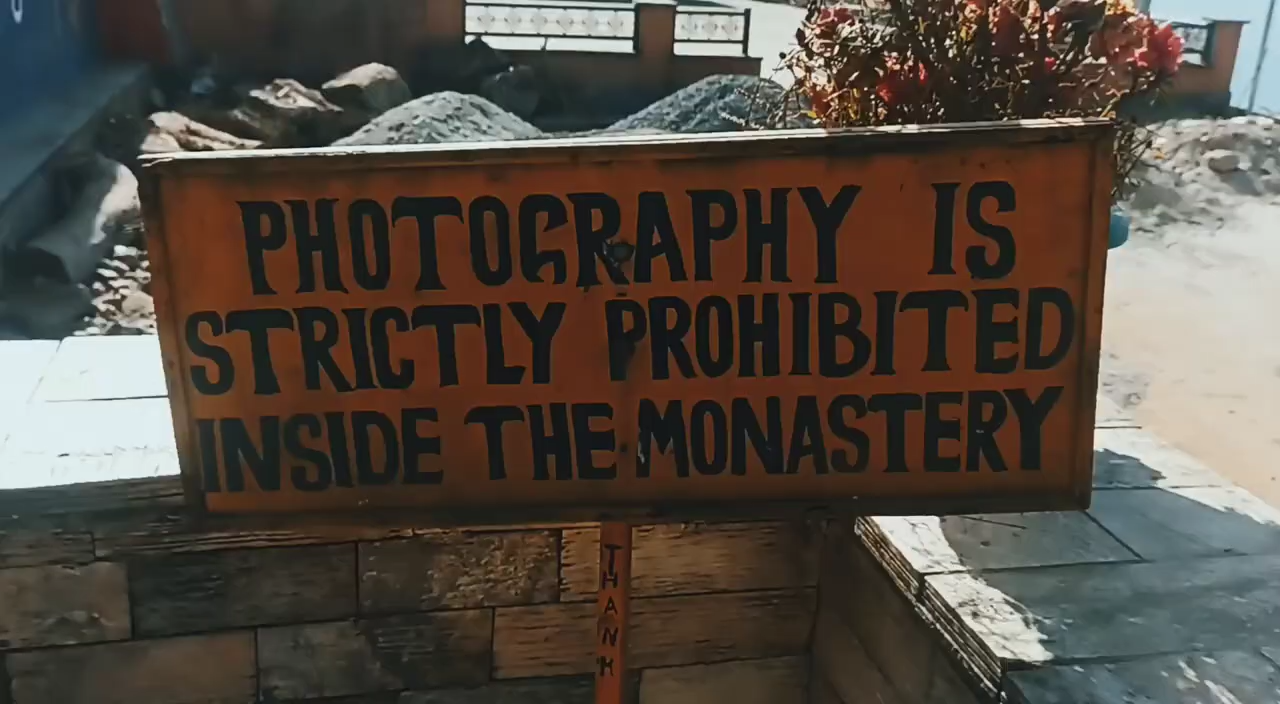 PHOTOGRAPHY IS
STRICTLY PROHIBITED
INSIDE THE MONASTERY
THANK